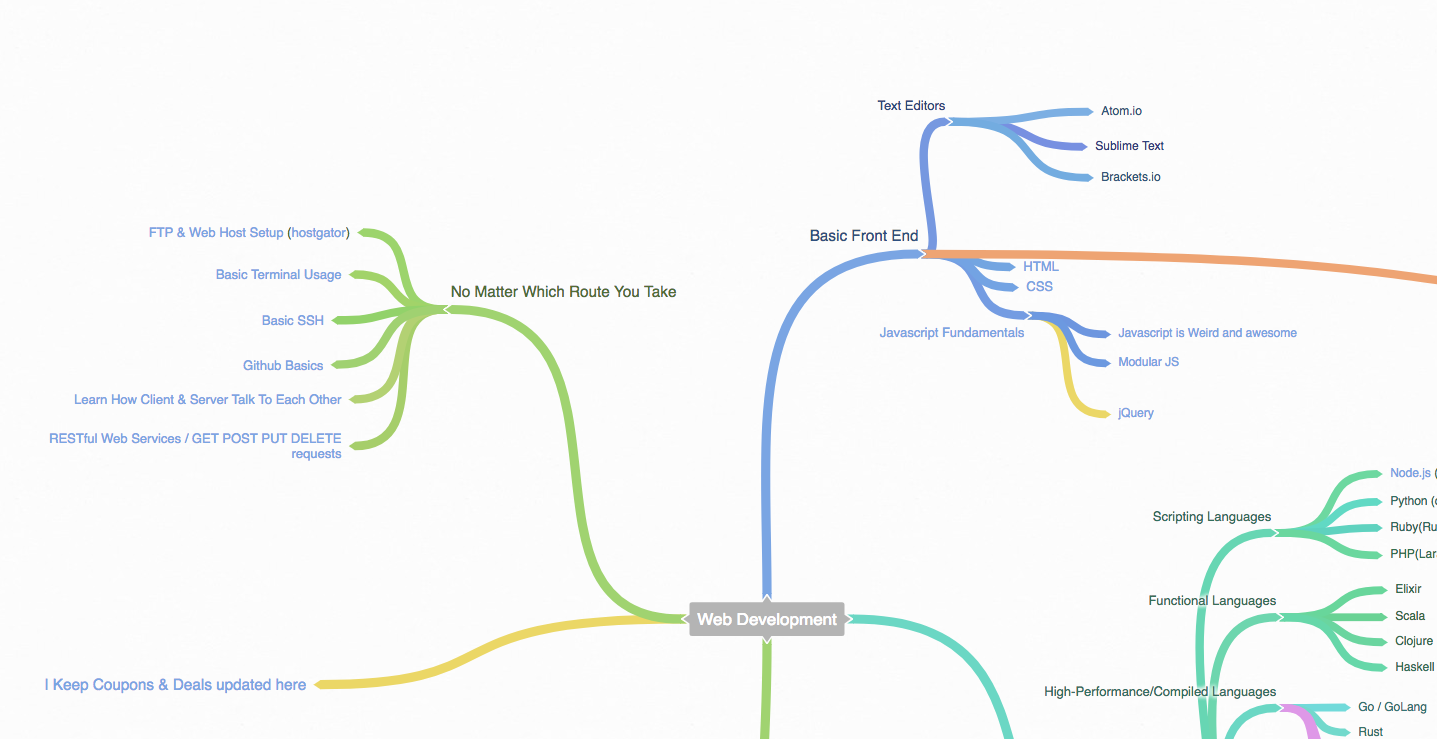 Text Editors
Atom.io
Sublime Text
Brackets.io
Basic Front End
HTML
CSS
Javascript Fundamentals
Javascript is Weird and awesome
Modular JS
jQuery
No Matter Which Route You Take
FTP & Web Host Setup (hostgator)
Basic Terminal Usage
Basic SSH
Github Basics
Learn How Client & Server Talk To Each Other
RESTful Web Services / GET POST PUT DELETE
requests
Web Development
I Keep Coupons & Deals updated here
Scripting Languages
Node.js (
Python (
Ruby(Ru
PHP(Lar
Functional Languages
Elixir
Scala
Clojure
Haskell
High-Performance/Compiled Languages
Go / GoLang
Rust